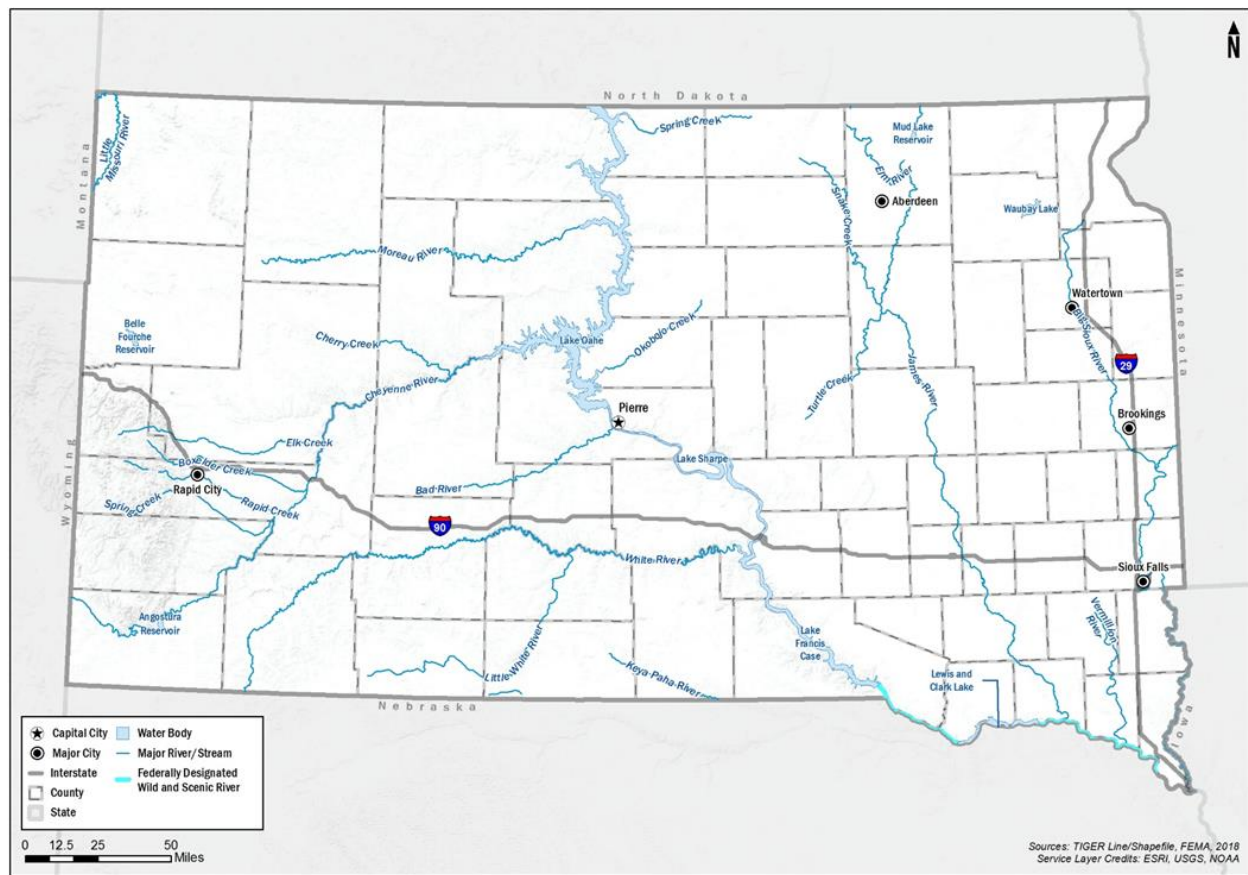 N
North Dakota
Montana
Little
Missouri River
Spring Creek
Mud Lake
Reservoir
Elm River
Snake Creek
Aberdeen
Waubay Lake
Moreau River
Minnesota
Watertown
Big Sioux River
Belle
Fourche
Reservoir
Cherry Creek
Lake Oahe
Okobojo Creek
Cheyenne River
29
Turtle Creek
James River
Pierre
Brookings
Wyoming
Elk Creek
Boxelder Creek
Rapid City
Spring Creek
Rapid Creek
Bad River
Lake Sharpe
90
White River
Sioux Falls
Angostura
Reservoir
Vermillion
River
Lake
Francis
Case
Little White River
Keya Paha River
Lewis and
Clark Lake
Nebraska
Iowa
Capital City
Major City
Interstate
County
State
Water Body
Major River/Stream
Federally Designated
Wild and Scenic River
0 12.5 25 50
Miles
Sources: TIGER Line/Shapefile, FEMA, 2018
Service Layer Credits: ESRI, USGS, NOAA